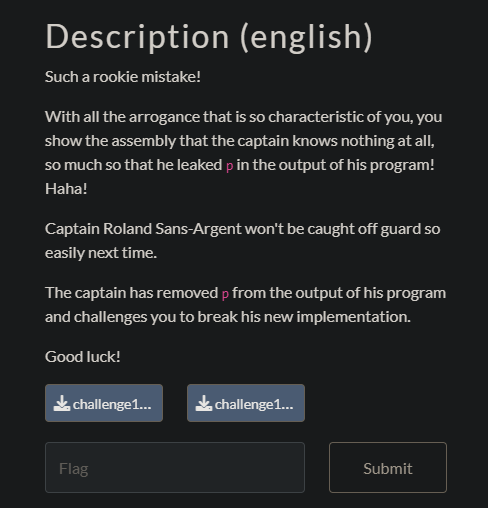 Description (english)
Such a rookie mistake!
With all the arrogance that is so characteristic of you, you
show the assembly that the captain knows nothing at all,
so much so that he leaked p in the output of his program!
Haha!
Captain Roland Sans-Argent won't be caught off guard so
easily next time.
The captain has removed p from the output of his program
and challenges you to break his new implementation.
Good luck!
challenge1... challenge1...
Flag Submit